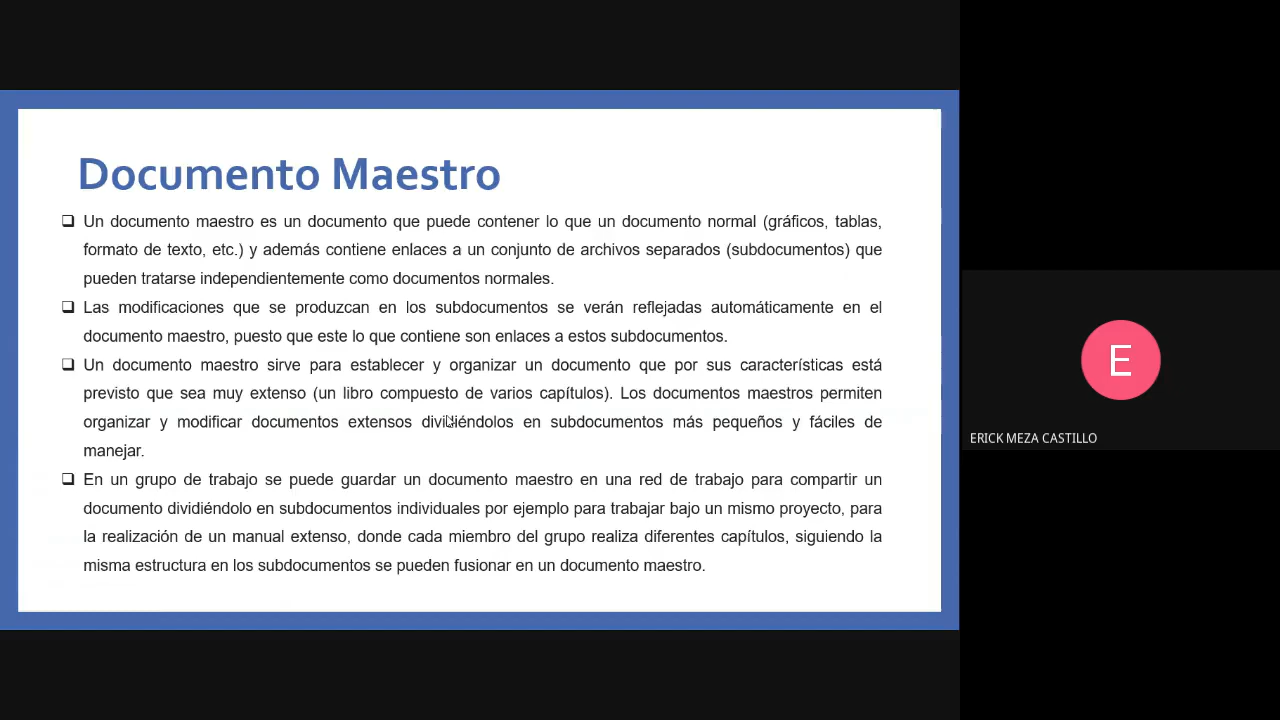 Documento Maestro
❑ Un documento maestro es un documento que puede contener lo que un documento normal (gráficos, tablas,
formato de texto, etc.) y además contiene enlaces a un conjunto de archivos separados (subdocumentos) que
pueden tratarse independientemente como documentos normales.
❑ Las modificaciones que se produzcan en los subdocumentos se verán reflejadas automáticamente en el
documento maestro, puesto que este lo que contiene son enlaces a estos subdocumentos.
❑ Un documento maestro sirve para establecer y organizar un documento que por sus características está
previsto que sea muy extenso (un libro compuesto de varios capítulos). Los documentos maestros permiten
organizar y modificar documentos extensos dividiéndolos en subdocumentos más pequeños y fáciles de
manejar.
❑ En un grupo de trabajo se puede guardar un documento maestro en una red de trabajo para compartir un
documento dividiéndolo en subdocumentos individuales por ejemplo para trabajar bajo un mismo proyecto, para
la realización de un manual extenso, donde cada miembro del grupo realiza diferentes capítulos, siguiendo la
misma estructura en los subdocumentos se pueden fusionar en un documento maestro.
E
ERICK MEZA CASTILLO